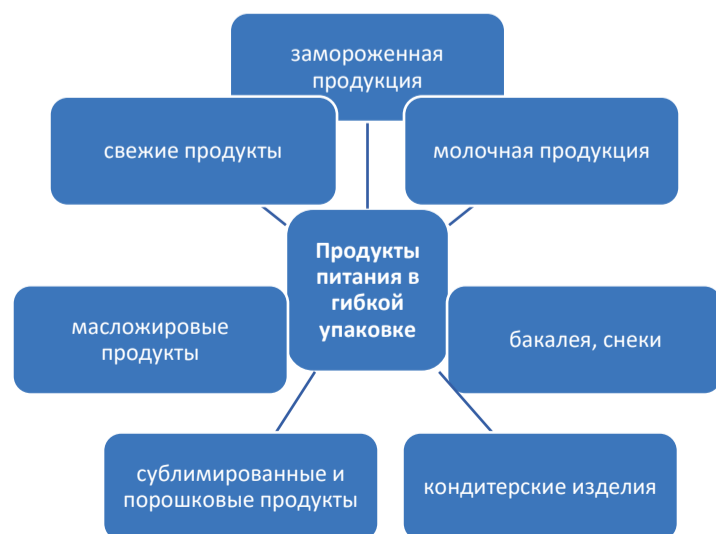 замороженная
продукция
свежие продукты
молочная продукция
Продукты
питания в
гибкой
упаковке
масложировые
продукты
бакалея, снеки
сублимированные и
порошковые продукты
кондитерские изделия